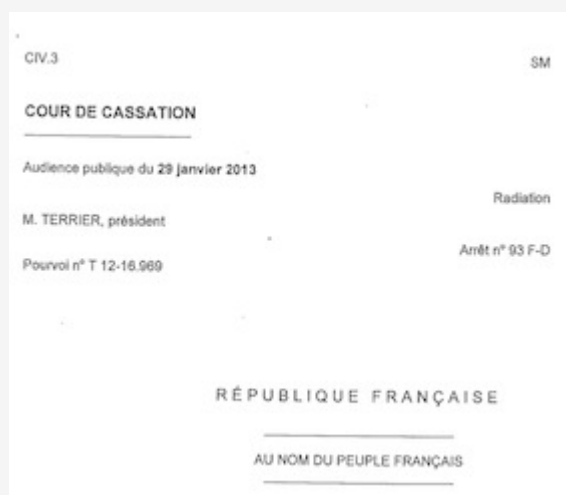 CIV.3
SM
COUR DE CASSATION
Audience publique du 29 janvier 2013
Radiation
M. TERRIER, président
Arrêt n° 93 F-D
Pourvoi n° T 12-16.969
RÉPUBLIQUE FRANÇAISE
AU NOM DU PEUPLE FRANÇAIS